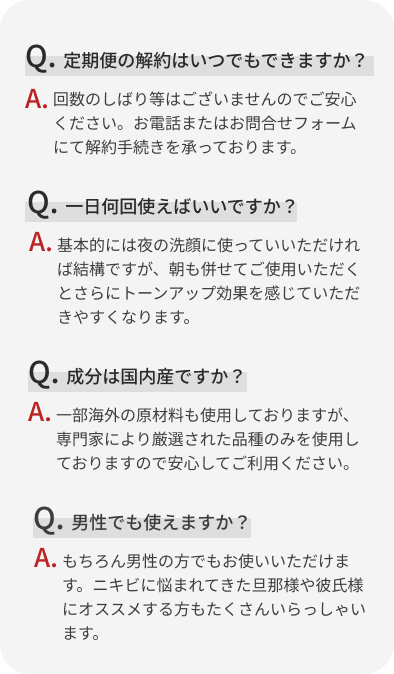 Q. 定期便の解約はいつでもできますか？
A. 回数のしばり等はございませんのでご安心
ください。お電話またはお問合せフォーム
にて解約手続きを承っております。
Q. 一日何回使えばいいですか？
A. 基本的には夜の洗顔に使っていいただけれ
ば結構ですが、朝も併せてご使用いただく
とさらにトーンアップ効果を感じていただ
きやすくなります。
Q. 成分は国内産ですか？
A. 一部海外の原材料も使用しておりますが、
専門家により厳選された品種のみを使用し
ておりますので安心してご利用ください。
Q. 男性でも使えますか？
A. もちろん男性の方でもお使いいただけま
す。ニキビに悩まれてきた旦那様や彼氏様
にオススメする方もたくさんいらっしゃい
ます。